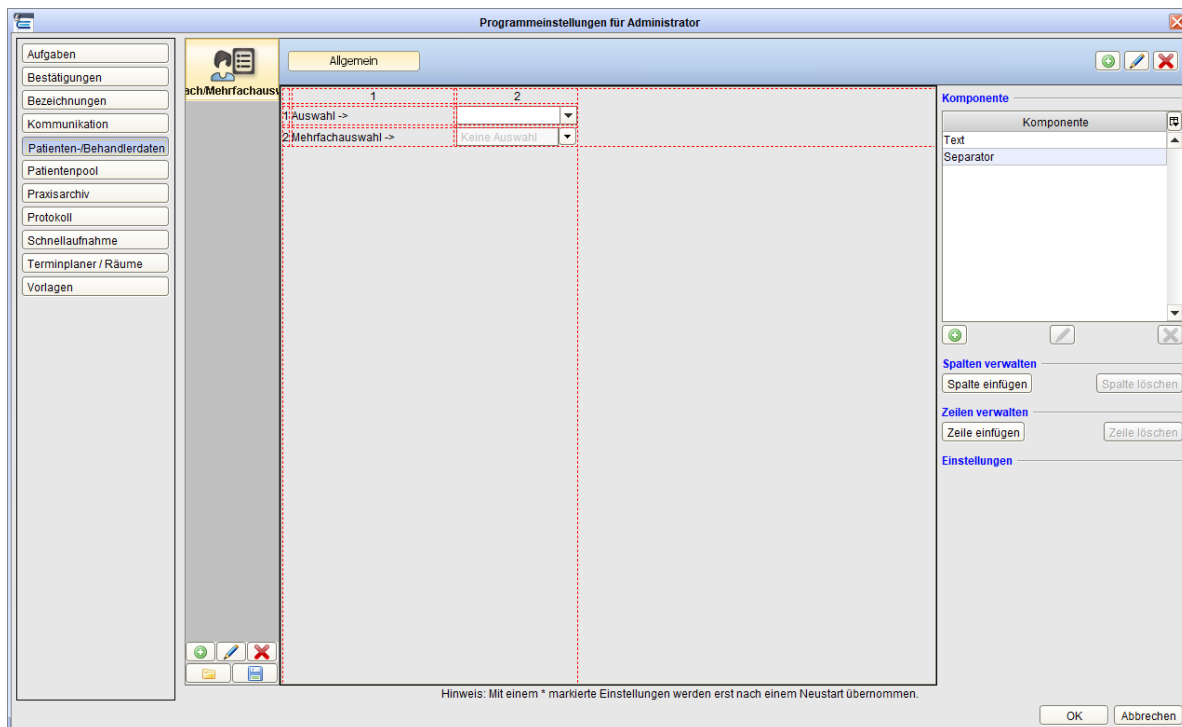 Programmeinstellungen für Administrator
Aufgaben
Bestätigungen
Bezeichnungen
Kommunikation
Patienten-/Behandlerdaten
Patientenpool
Praxisarchiv
Protokoll
Schnellaufnahme
Terminplaner / Räume
Vorlagen
ach/Mehrfachausw
Allgemein
1 2
1 Auswahl ->
2 Mehrfachauswahl -> Keine Auswahl
Komponente
Komponente
Text
Separator
Spalten verwalten
Spalte einfügen Spalte löschen
Zeilen verwalten
Zeile einfügen Zeile löschen
Einstellungen
Hinweis: Mit einem * markierte Einstellungen werden erst nach einem Neustart übernommen.
OK Abbrechen